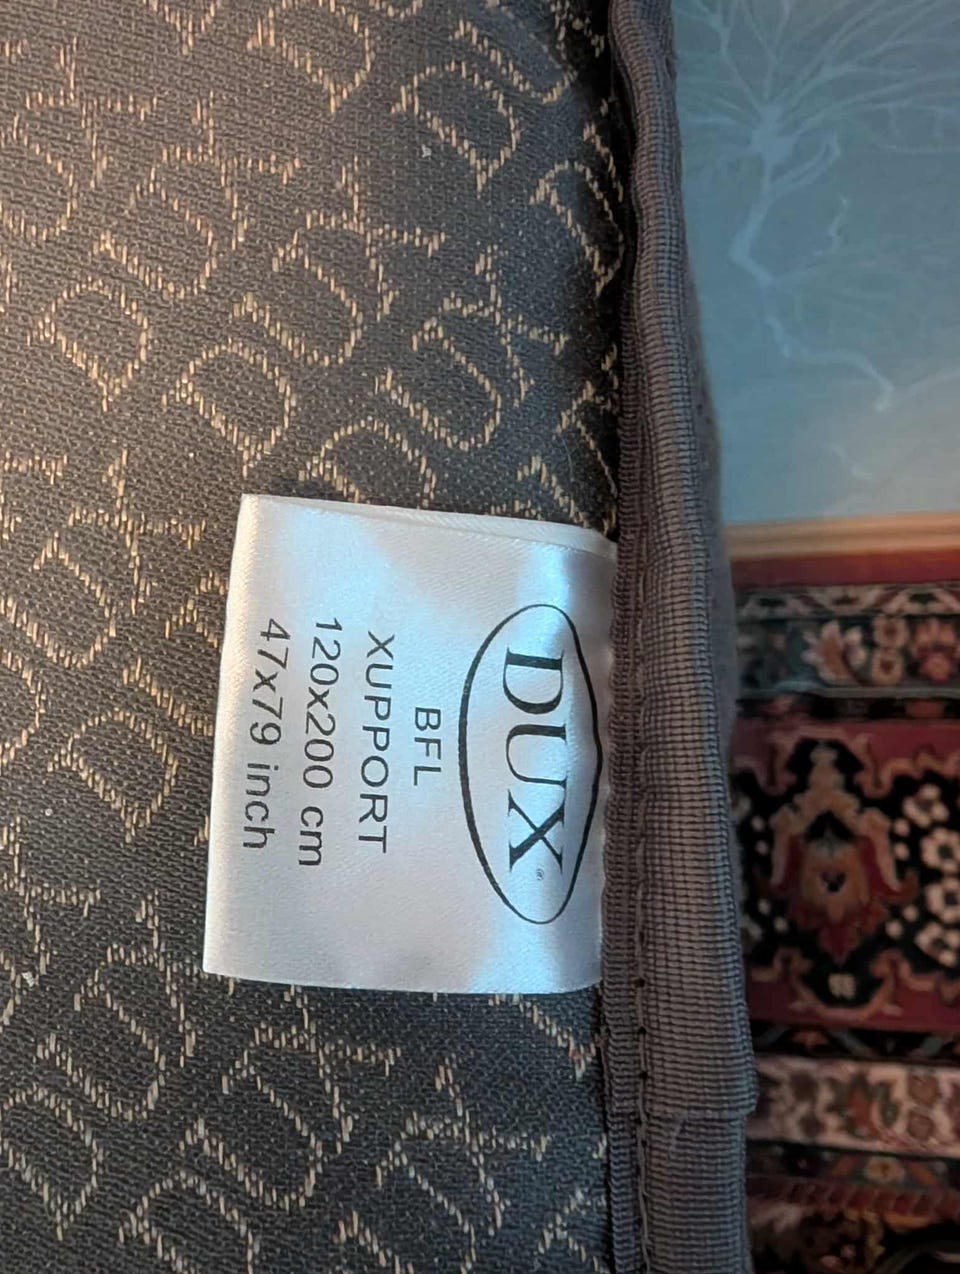 DUX®
BFL
XUPPORT
120x200 cm
47x79 inch